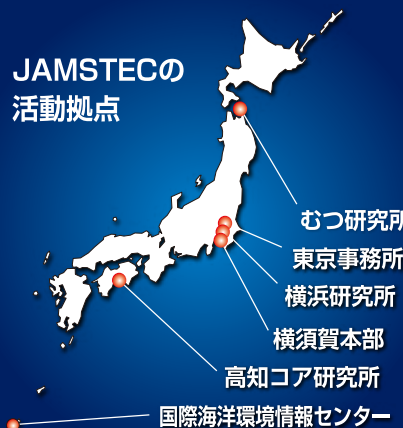 JAMSTECの
活動拠点
むつ研究所
東京事務所
横浜研究所
横須賀本部
高知コア研究所
国際海洋環境情報センター